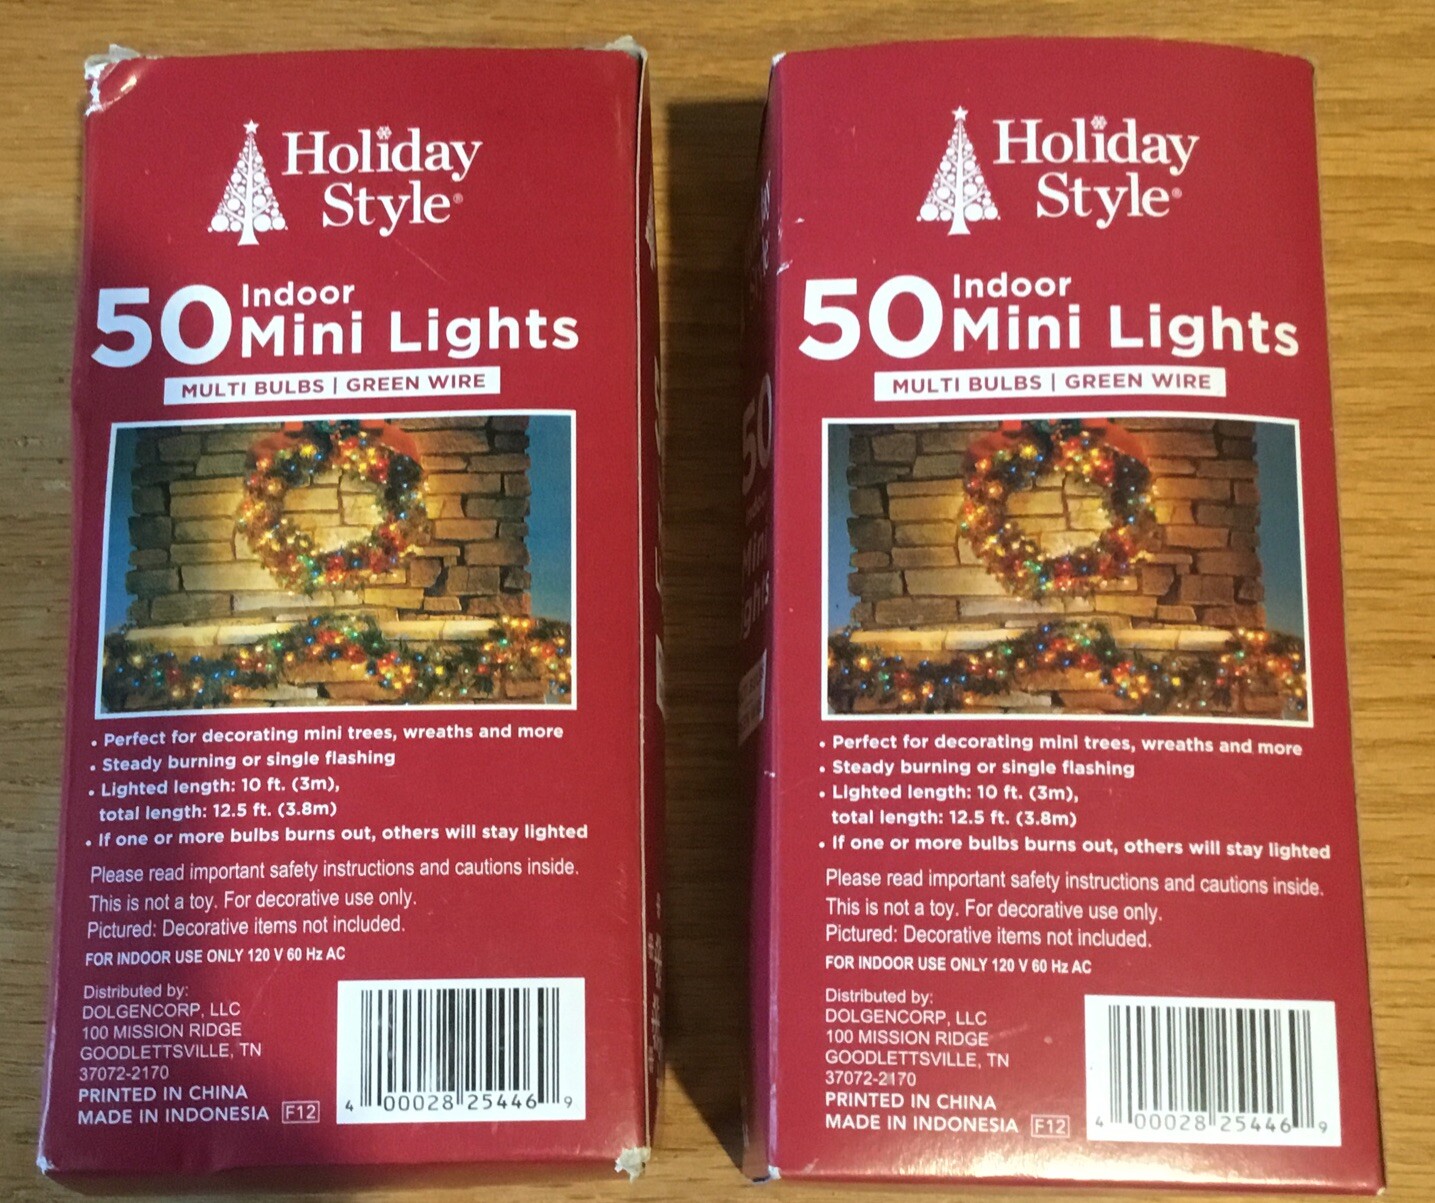 Holiday
Style®
50 Indoor
Mini Lights
MULTI BULBS | GREEN WIRE
• Perfect for decorating mini trees, wreaths and more
• Steady burning or single flashing
• Lighted length: 10 ft. (3m),
total length: 12.5 ft. (3.8m)
• If one or more bulbs burns out, others will stay lighted
Please read important safety instructions and cautions inside.
This is not a toy. For decorative use only.
Pictured: Decorative items not included.
FOR INDOOR USE ONLY 120 V 60 Hz AC
Distributed by:
DOLGENCORP, LLC
100 MISSION RIDGE
GOODLETTSVILLE, TN
37072-2170
PRINTED IN CHINA
MADE IN INDONESIA F12
4 00028 25446 9
Holiday
Style®
50 Indoor
Mini Lights
MULTI BULBS | GREEN WIRE
• Perfect for decorating mini trees, wreaths and more
• Steady burning or single flashing
• Lighted length: 10 ft. (3m),
total length: 12.5 ft. (3.8m)
• If one or more bulbs burns out, others will stay lighted
Please read important safety instructions and cautions inside.
This is not a toy. For decorative use only.
Pictured: Decorative items not included.
FOR INDOOR USE ONLY 120 V 60 Hz AC
Distributed by:
DOLGENCORP, LLC
100 MISSION RIDGE
GOODLETTSVILLE, TN
37072-2170
PRINTED IN CHINA
MADE IN INDONESIA F12
4 00028 25446 9
50
Mini